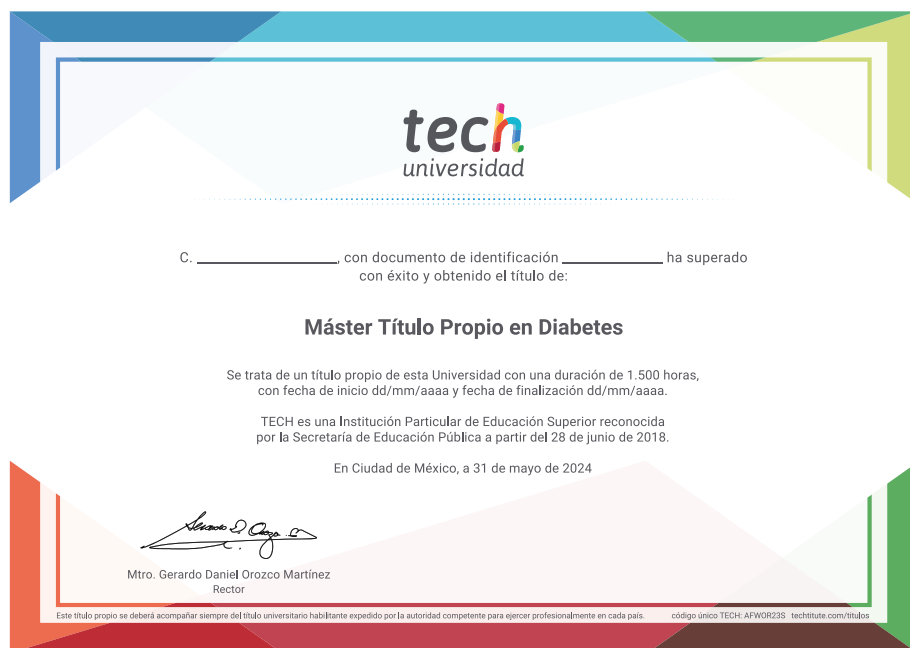 tech
universidad
C. __________________, con documento de identificación _____________ ha superado
con éxito y obtenido el título de:
Máster Título Propio en Diabetes
Se trata de un título propio de esta Universidad con una duración de 1.500 horas,
con fecha de inicio dd/mm/aaaa y fecha de finalización dd/mm/aaaa.
TECH es una Institución Particular de Educación Superior reconocida
por la Secretaría de Educación Pública a partir del 28 de junio de 2018.
En Ciudad de México, a 31 de mayo de 2024
Mtro. Gerardo Daniel Orozco Martínez
Rector
Este título propio se deberá acompañar siempre del título universitario habilitante expedido por la autoridad competente para ejercer profesionalmente en cada país. código único TECH: AFWOR23S techtitute.com/titulos